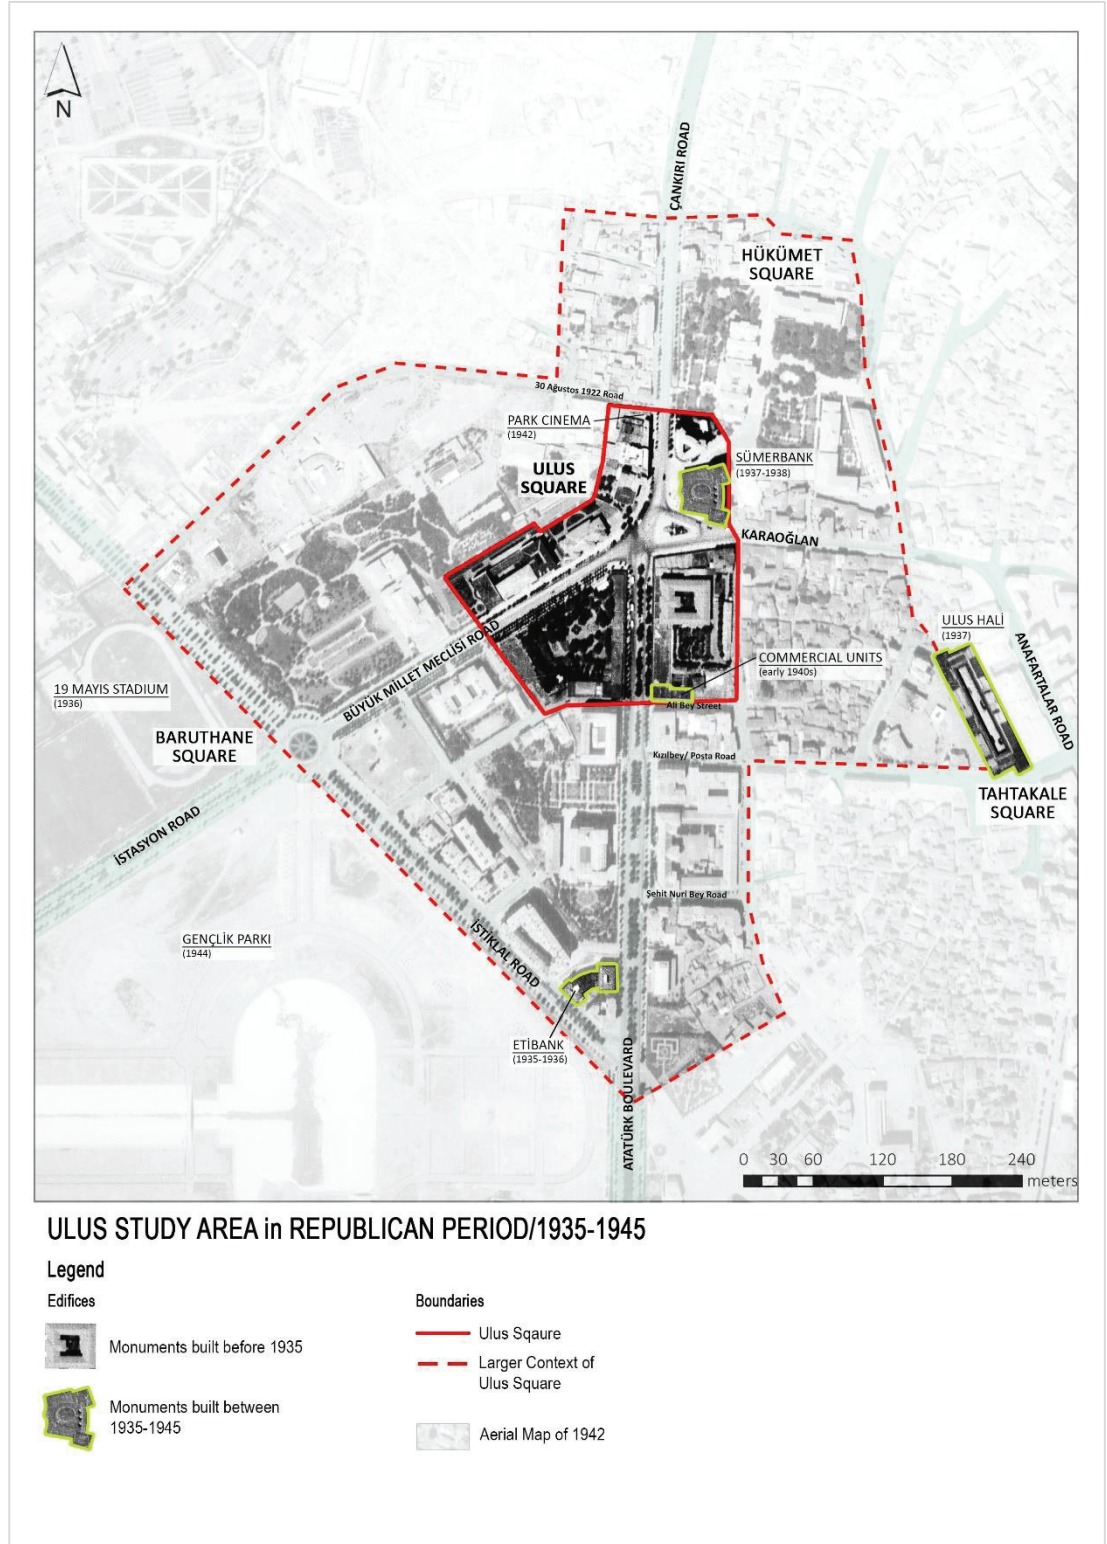 N
ÇANKIRI ROAD
HÜKÜMET
SQUARE
30 Ağustos 1922 Road
PARK CINEMA
(1942)
ULUS
SQUARE
SÜMERBANK
(1937-1938)
KARAOĞLAN
ULUS HALİ
(1937)
ANAFARTALAR ROAD
COMMERCIAL UNITS
(early 1940s)
Ali Bey Street
BÜYÜK MİLLET MECLİSİ ROAD
19 MAYIS STADIUM
(1936)
BARUTHANE
SQUARE
Kızılbey/ Posta Road
TAHTAKALE
SQUARE
İSTASYON ROAD
Şehit Nuri Bey Road
GENÇLİK PARKI
(1944)
İSTİKLAL ROAD
ETİBANK
(1935-1936)
ATATÜRK BOULEVARD
0 30 60 120 180 240
meters
ULUS STUDY AREA in REPUBLICAN PERIOD/1935-1945
Legend
Edifices
Monuments built before 1935
Monuments built between
1935-1945
Boundaries
Ulus Sqaure
Larger Context of
Ulus Square
Aerial Map of 1942